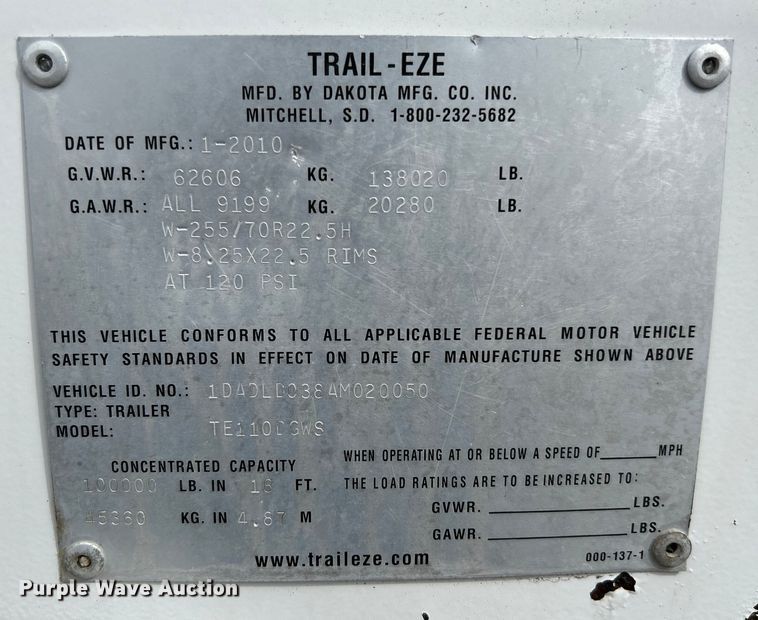 TRAIL-EZE
MFD. BY DAKOTA MFG. CO. INC.
MITCHELL, S.D. 1-800-232-5682
DATE OF MFG.: 1-2010
G.V.W.R.: 62606 KG. 138020 LB.
G.A.W.R.: ALL 9199 KG. 20280 LB.
W-255/70R22.5H
W-8.25X22.5 RIMS
AT 120 PSI
THIS VEHICLE CONFORMS TO ALL APPLICABLE FEDERAL MOTOR VEHICLE
SAFETY STANDARDS IN EFFECT ON DATE OF MANUFACTURE SHOWN ABOVE
VEHICLE ID. NO.:
TYPE: TRAILER
MODEL:
CONCENTRATED CAPACITY
100000 LB. IN 16 FT.
45360 KG. IN 4.87 M
WHEN OPERATING AT OR BELOW A SPEED OF MPH
THE LOAD RATINGS ARE TO BE INCREASED TO:
GVWR. LBS.
GAWR. LBS.
www.traileze.com
000-137-1
Purple Wave Auction